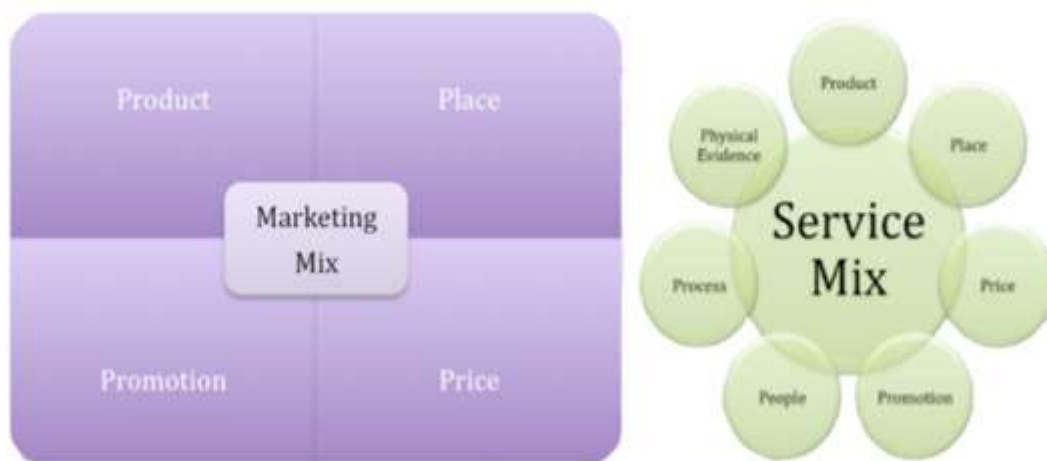 Product
Place
Marketing
Mix
Promotion
Price
Product
Physical
Evidence
Place
Service
Mix
Process
Price
People
Promotion